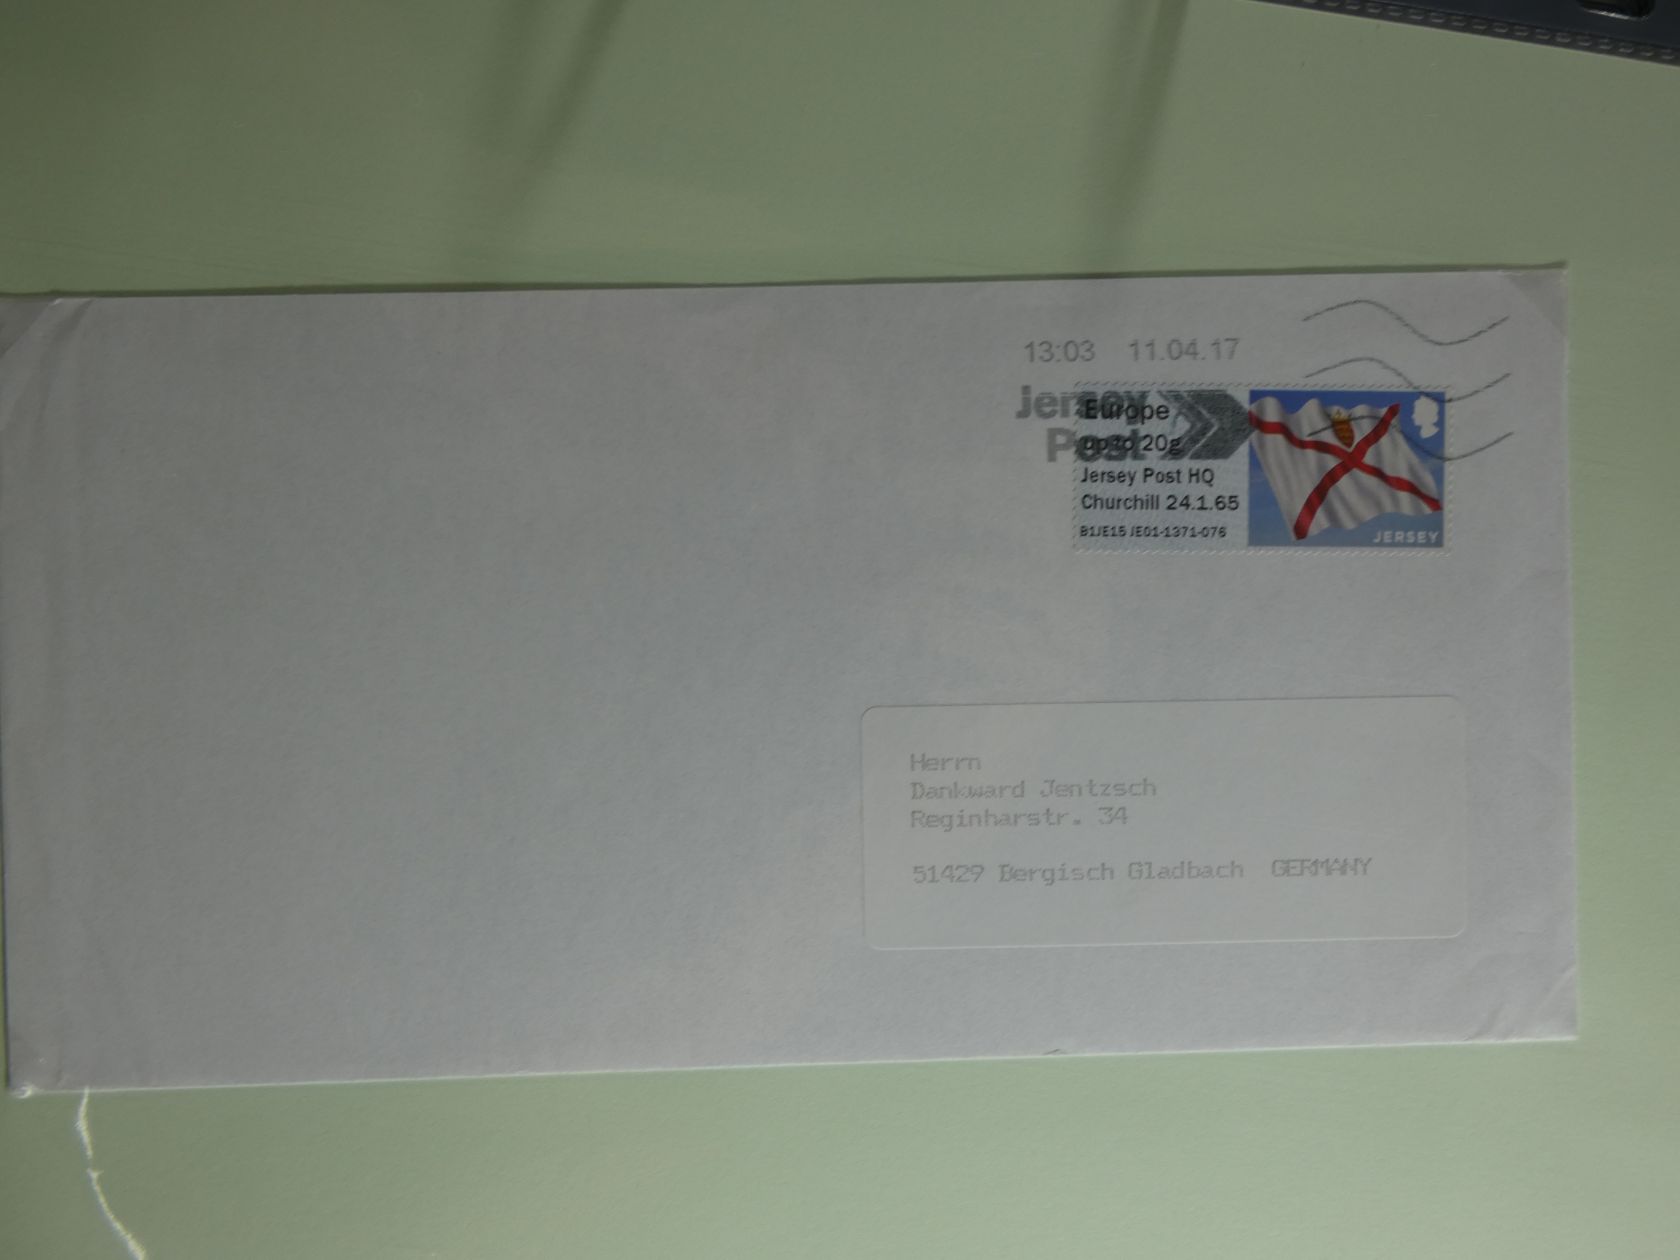 13:03 11.04.17
Jersey
Post
Europe
up to 20g
Jersey Post HQ
Churchill 24.1.65
B1JE15 JE01-1371-076
JERSEY
Herrn
Dankward Jentzsch
Reginharstr. 34
51429 Bergisch Gladbach GERMANY